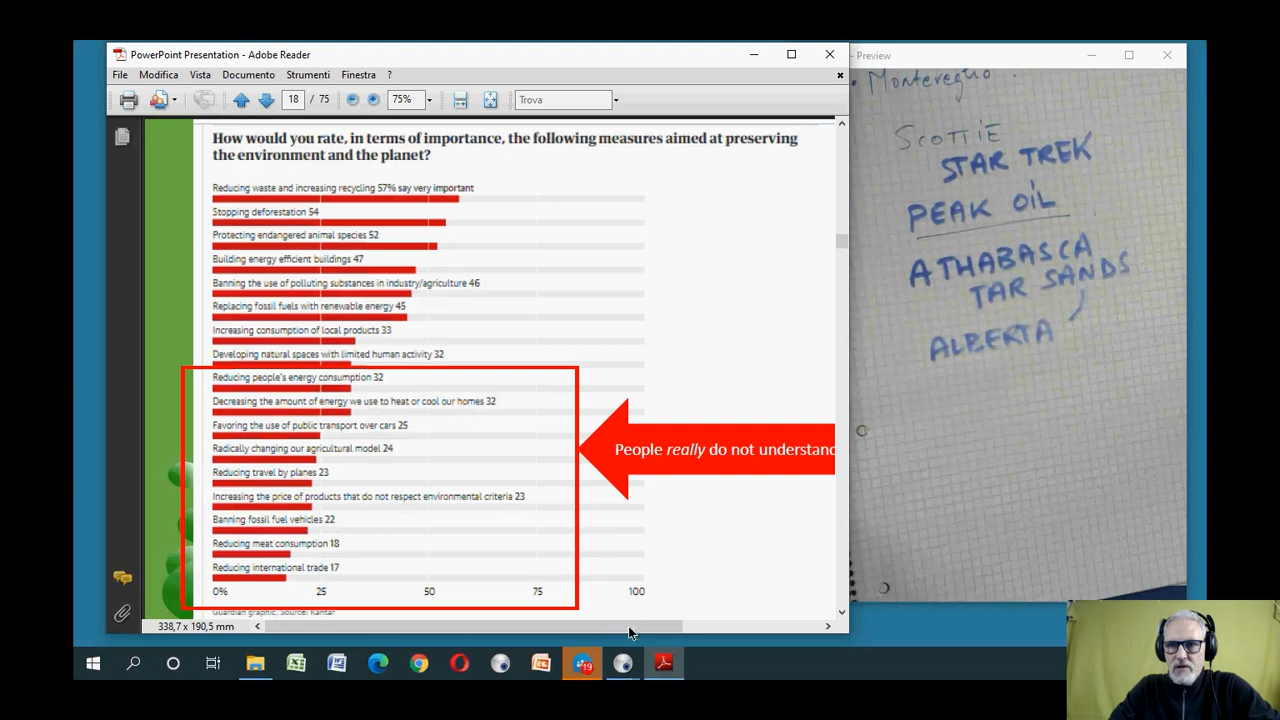 PowerPoint Presentation - Adobe Reader
File Modifica Vista Documento Strumenti Finestra ?
18 / 75 75% Trova
How would you rate, in terms of importance, the following measures aimed at preserving
the environment and the planet?
Reducing waste and increasing recycling 57% say very important
Stopping deforestation 54
Protecting endangered animal species 52
Building energy efficient buildings 47
Banning the use of polluting substances in industry/agriculture 46
Replacing fossil fuels with renewable energy 45
Increasing consumption of local products 33
Developing natural spaces with limited human activity 32
Reducing people's energy consumption 32
Decreasing the amount of energy we use to heat or cool our homes 32
Favoring the use of public transport over cars 25
Radically changing our agricultural model 24
Reducing travel by planes 23
Increasing the price of products that do not respect environmental criteria 23
Banning fossil fuel vehicles 22
Reducing meat consumption 18
Reducing international trade 17
0% 25 50 75 100
Guardian graphic. Source: Kantar
People really do not understand
338,7 x 190,5 mm
- Preview
Montereggio
SCOTTIE
STAR TREK
PEAK OIL
ATHABASCA
TAR SANDS
ALBERTA
19